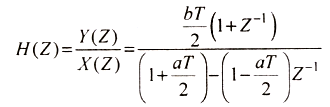 H(Z) = Y(Z)/X(Z) = (bT/2 (1 + Z⁻¹)) / ((1 + aT/2) − (1 − aT/2) Z⁻¹)